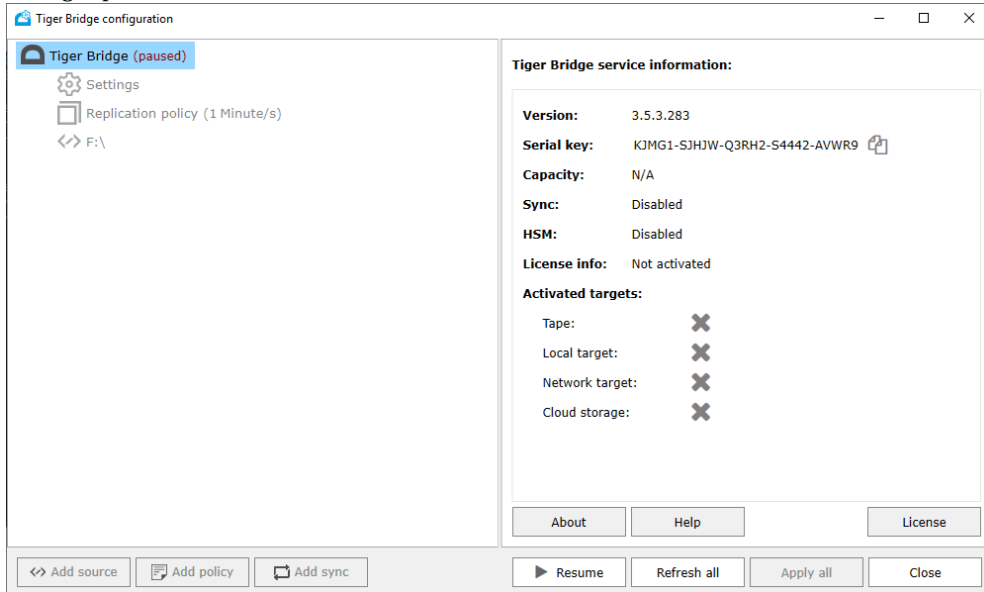 Tiger Bridge configuration
Tiger Bridge (paused)
Settings
Replication policy (1 Minute/s)
F:\
Tiger Bridge service information:
Version: 3.5.3.283
Serial key: KJMG1-SJHJW-Q3RH2-S4442-AVWR9
Capacity: N/A
Sync: Disabled
HSM: Disabled
License info: Not activated
Activated targets:
Tape:
Local target:
Network target:
Cloud storage:
About Help License
Add source Add policy Add sync Resume Refresh all Apply all Close